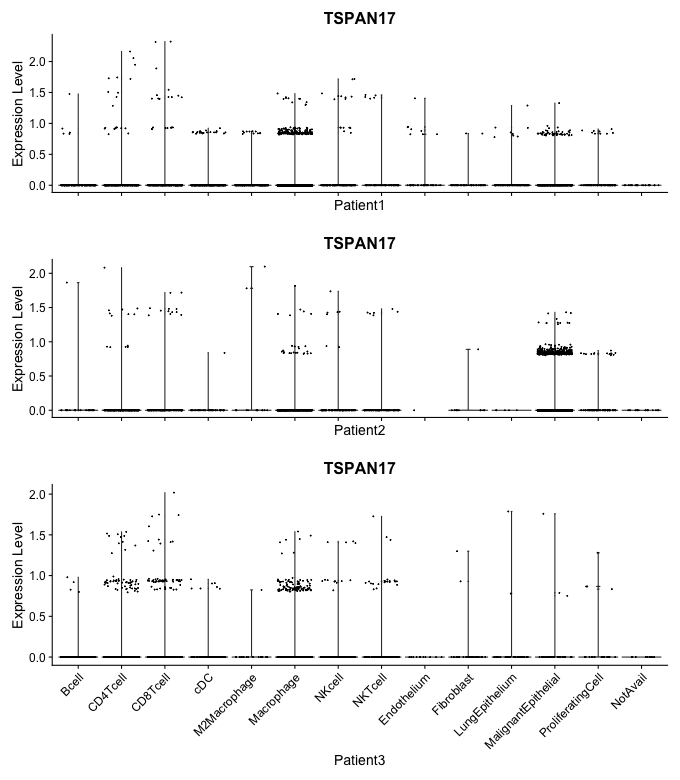 TSPAN17
Expression Level
2.0
1.5
1.0
0.5
0.0
Patient1
TSPAN17
Expression Level
2.0
1.5
1.0
0.5
0.0
Patient2
TSPAN17
Expression Level
2.0
1.5
1.0
0.5
0.0
Bcell
CD4Tcell
CD8Tcell
cDC
M2Macrophage
Macrophage
NKcell
NKTcell
Endothelium
Fibroblast
LungEpithelium
MalignantEpithelial
ProliferatingCell
NotAvail
Patient3